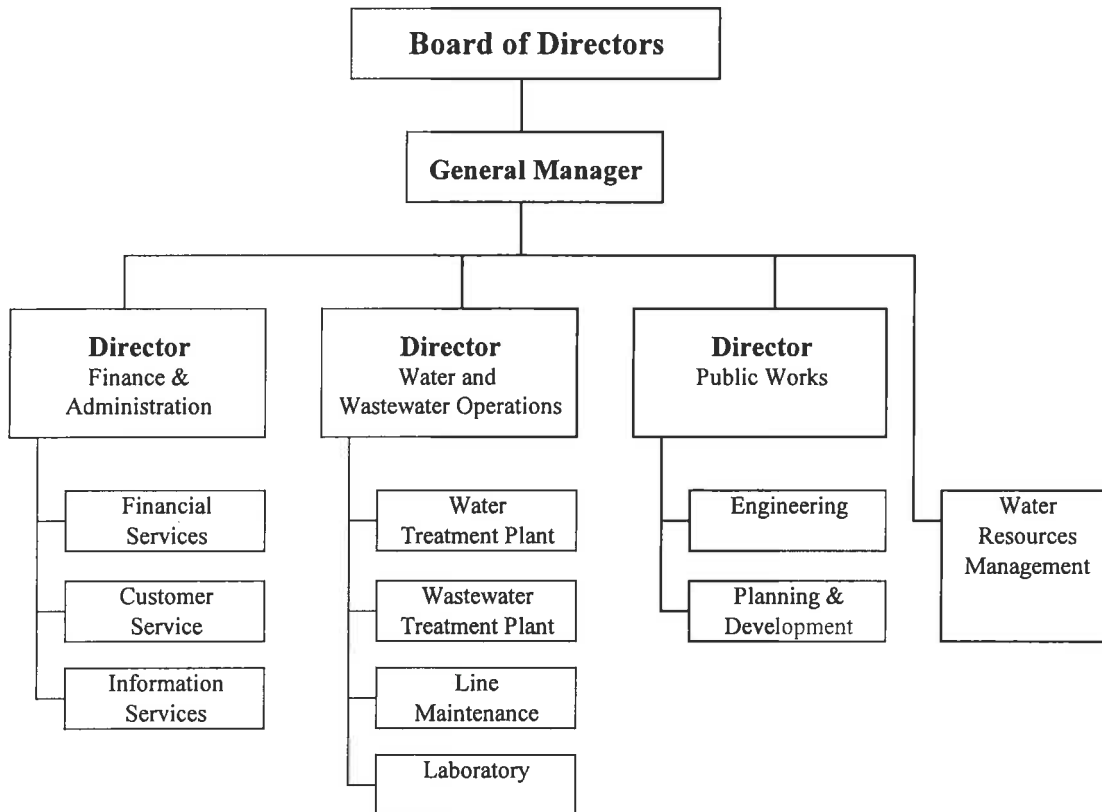 Board of Directors
General Manager
Director
Finance &
Administration
Financial
Services
Customer
Service
Information
Services
Director
Water and
Wastewater Operations
Water
Treatment Plant
Wastewater
Treatment Plant
Line
Maintenance
Laboratory
Director
Public Works
Engineering
Planning &
Development
Water
Resources
Management